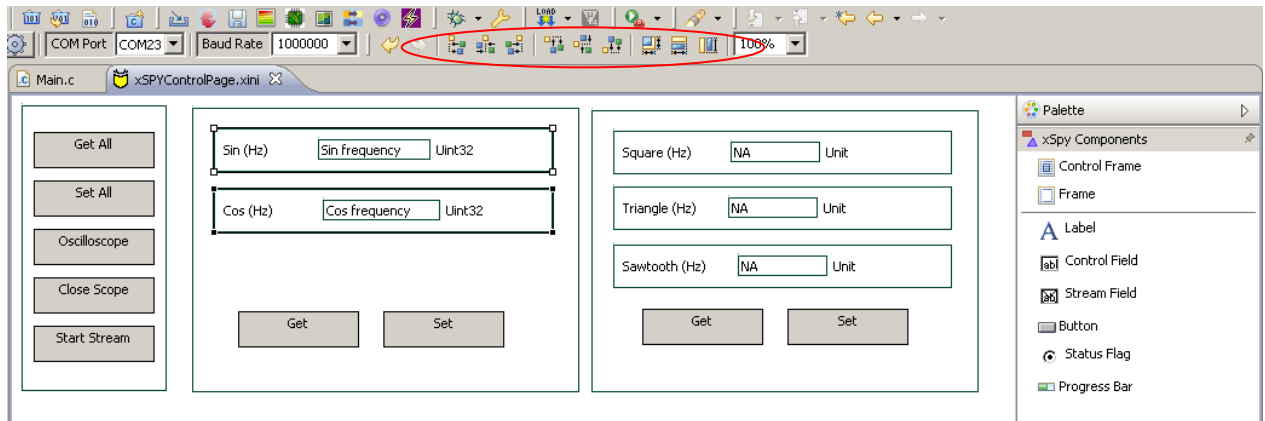 LOAD
COM Port COM23 Baud Rate 1000000 100%
Main.c xSPYControlPage.xini
Get All
Set All
Oscilloscope
Close Scope
Start Stream
Sin (Hz) Sin frequency Uint32
Cos (Hz) Cos frequency Uint32
Get Set
Square (Hz) NA Unit
Triangle (Hz) NA Unit
Sawtooth (Hz) NA Unit
Get Set
Palette
xSpy Components
Control Frame
Frame
Label
Control Field
Stream Field
Button
Status Flag
Progress Bar